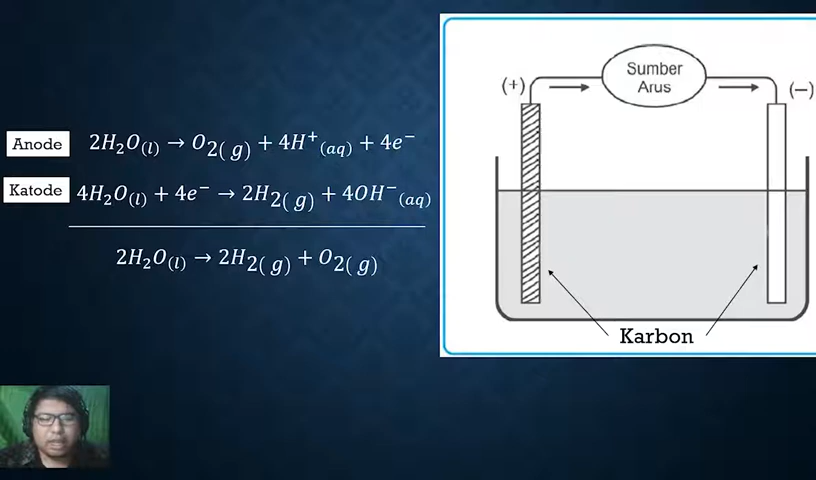 Anode 2H₂O₍l₎ → O₂( g) + 4H⁺(aq) + 4e⁻
Katode 4H₂O(l) + 4e⁻ → 2H₂( g) + 4OH⁻(aq)
2H₂O(l) → 2H₂( g) + O₂( g)
Sumber
Arus
(+)
(−)
Karbon